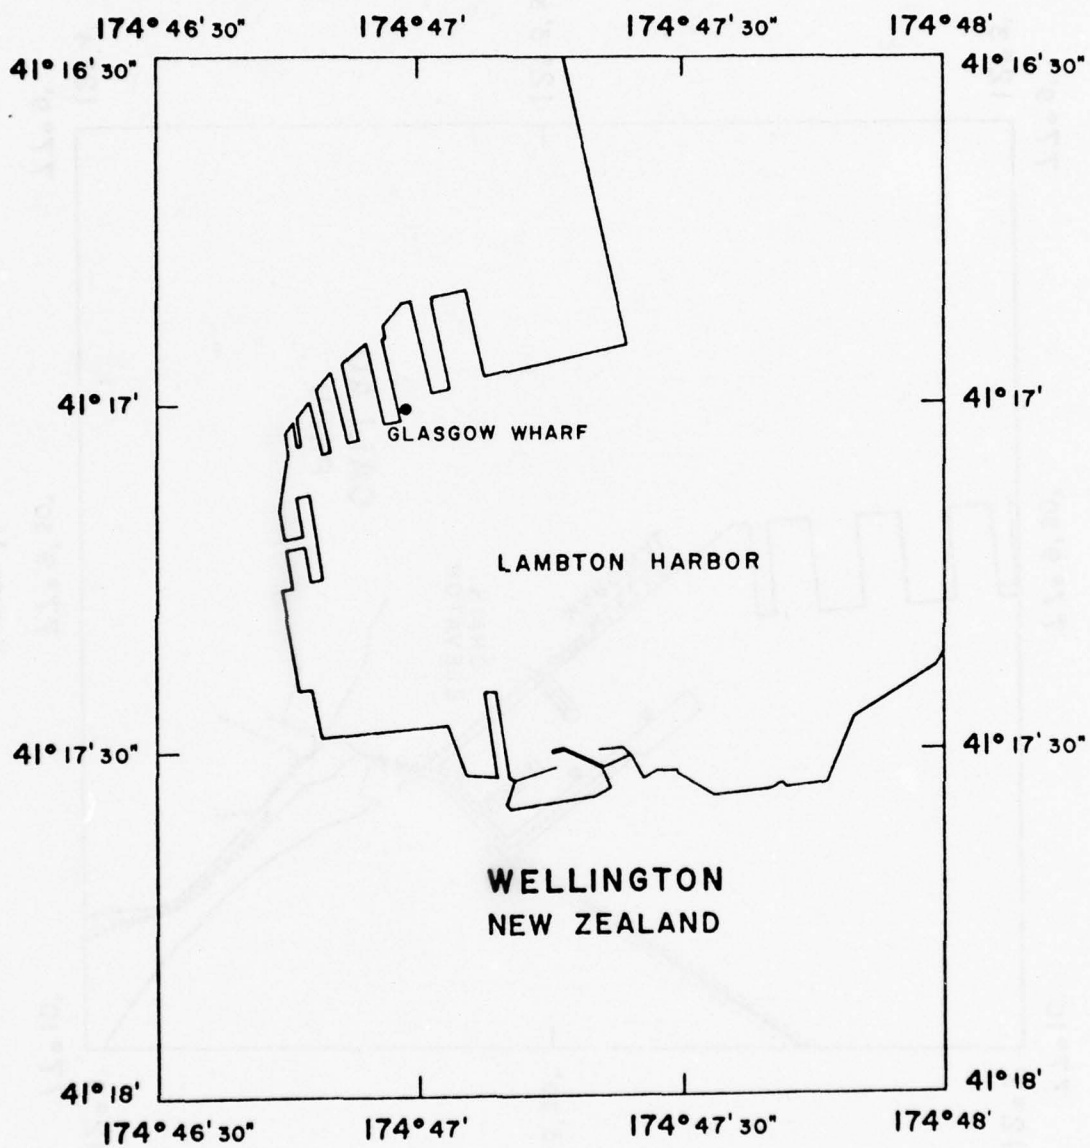 174° 46' 30" 174° 47' 174° 47' 30" 174° 48'
41° 16' 30" 41° 16' 30"
41° 17' 41° 17'
GLASGOW WHARF
LAMBTON HARBOR
41° 17' 30" 41° 17' 30"
WELLINGTON
NEW ZEALAND
41° 18' 41° 18'
174° 46' 30" 174° 47' 174° 47' 30" 174° 48'